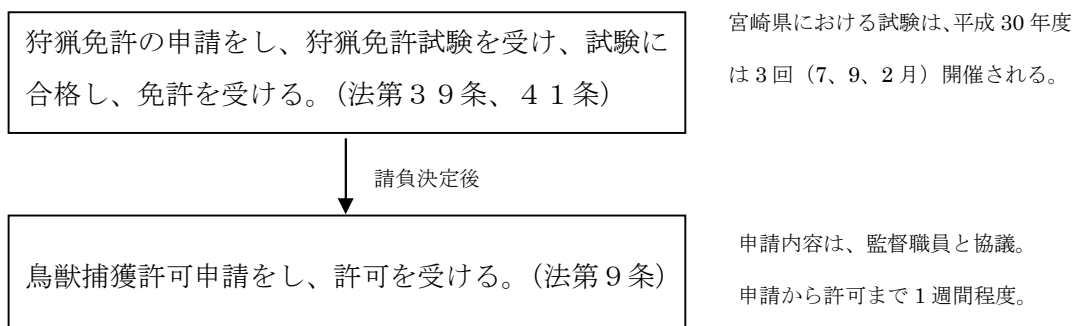 狩猟免許の申請をし、狩猟免許試験を受け、試験に
合格し、免許を受ける。（法第３９条、４１条）
宮崎県における試験は、平成 30 年度
は 3 回（7、9、2 月）開催される。
請負決定後
鳥獣捕獲許可申請をし、許可を受ける。（法第９条）
申請内容は、監督職員と協議。
申請から許可まで 1 週間程度。